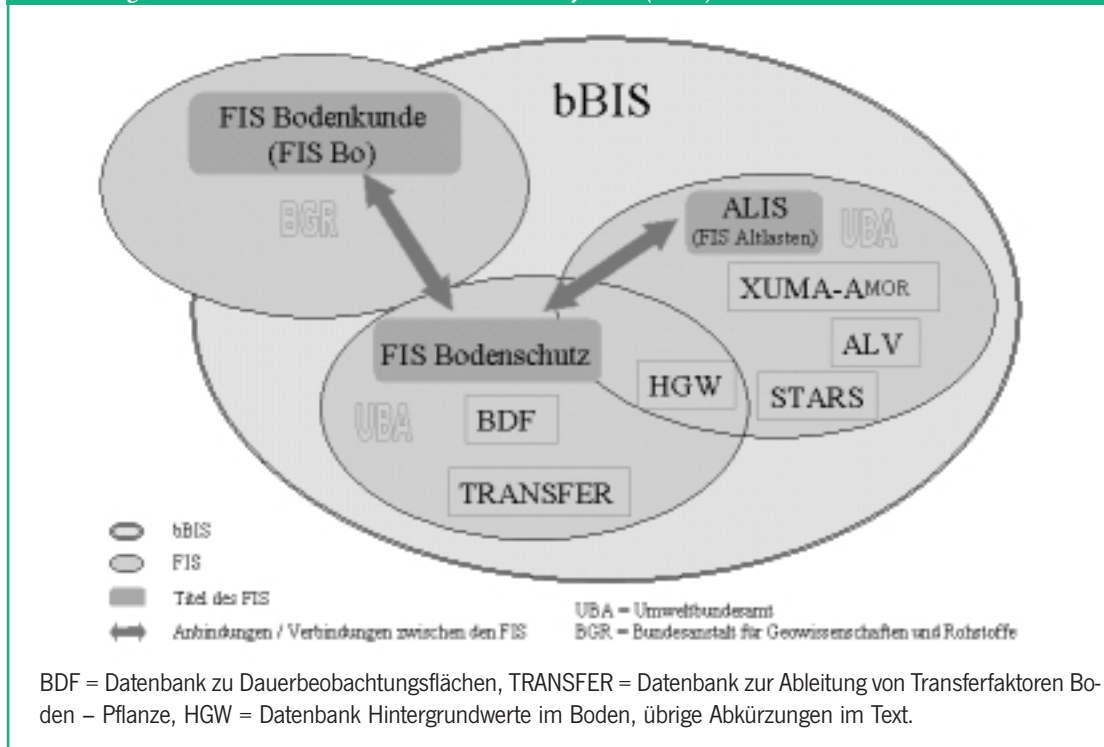 bBIS
FIS Bodenkunde
(FIS Bo)
BGR
ALIS
(FIS Altlasten)
UBA
XUMA-AMOR
ALV
FIS Bodenschutz
HGW
STARS
UBA
BDF
TRANSFER
bBIS
FIS
Titel des FIS
Anbindungen / Verbindungen zwischen den FIS
UBA = Umweltbundesamt
BGR = Bundesanstalt für Geowissenschaften und Rohstoffe
BDF = Datenbank zu Dauerbeobachtungsflächen, TRANSFER = Datenbank zur Ableitung von Transferfaktoren Bo-
den – Pflanze, HGW = Datenbank Hintergrundwerte im Boden, übrige Abkürzungen im Text.